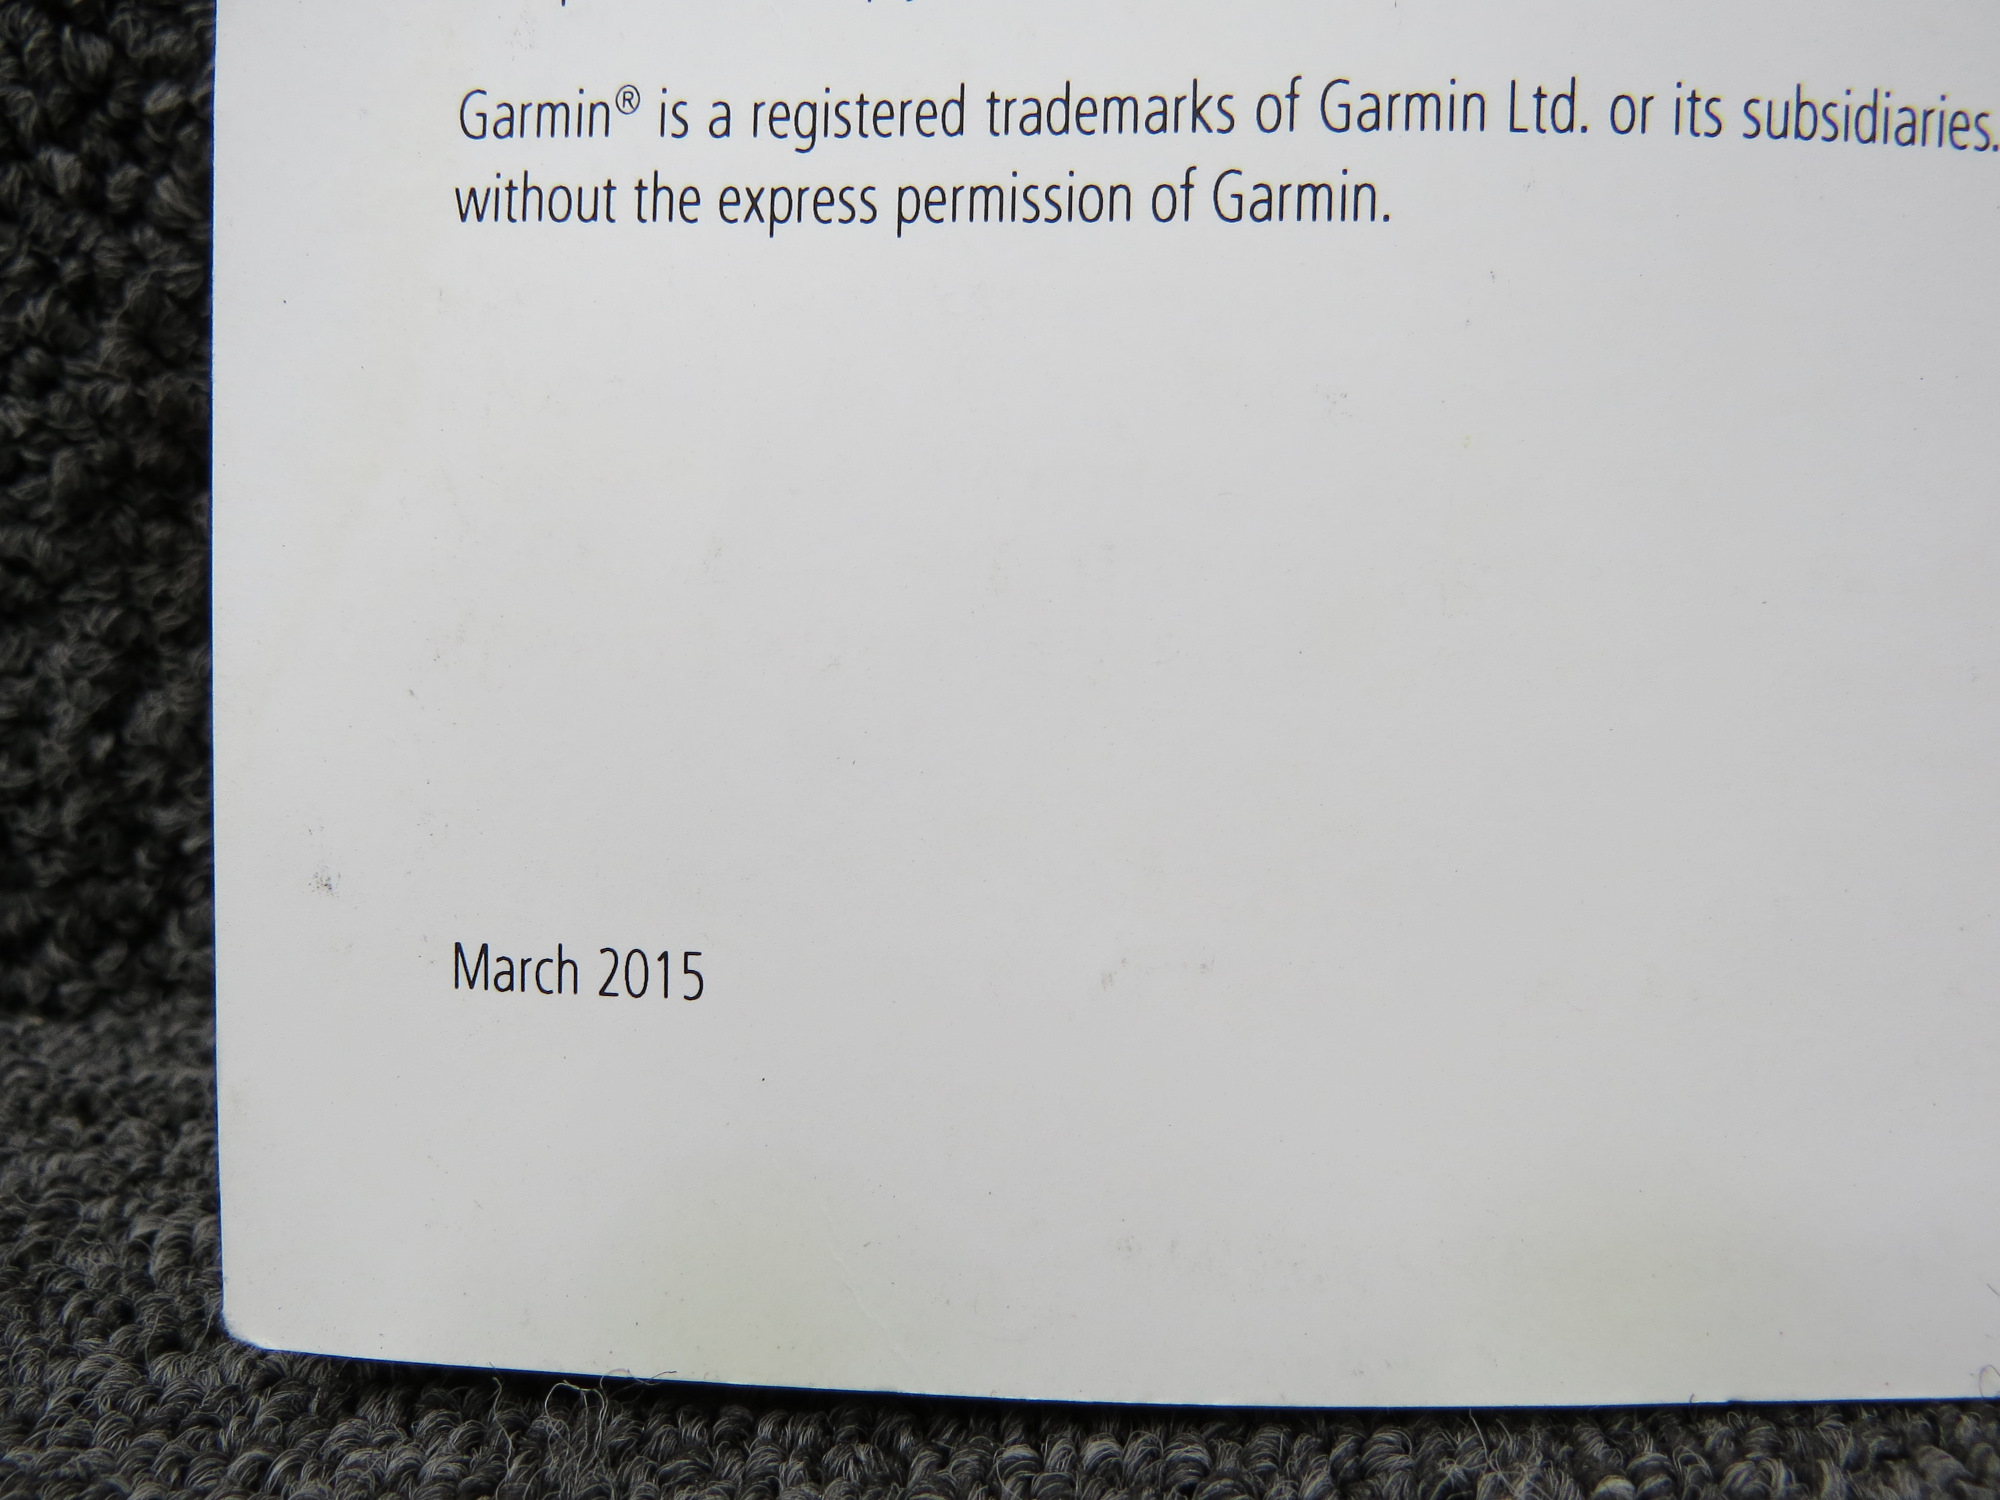 Garmin® is a registered trademarks of Garmin Ltd. or its subsidiaries.
without the express permission of Garmin.
March 2015